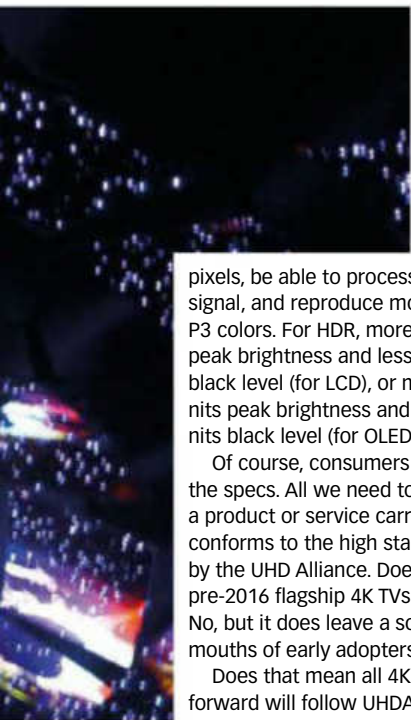 pixels, be able to process
signal, and reproduce mo
P3 colors. For HDR, more
peak brightness and less
black level (for LCD), or m
nits peak brightness and
nits black level (for OLED
Of course, consumers
the specs. All we need to
a product or service carr
conforms to the high sta
by the UHD Alliance. Doe
pre-2016 flagship 4K TVs
No, but it does leave a so
mouths of early adopters
Does that mean all 4K
forward will follow UHDA